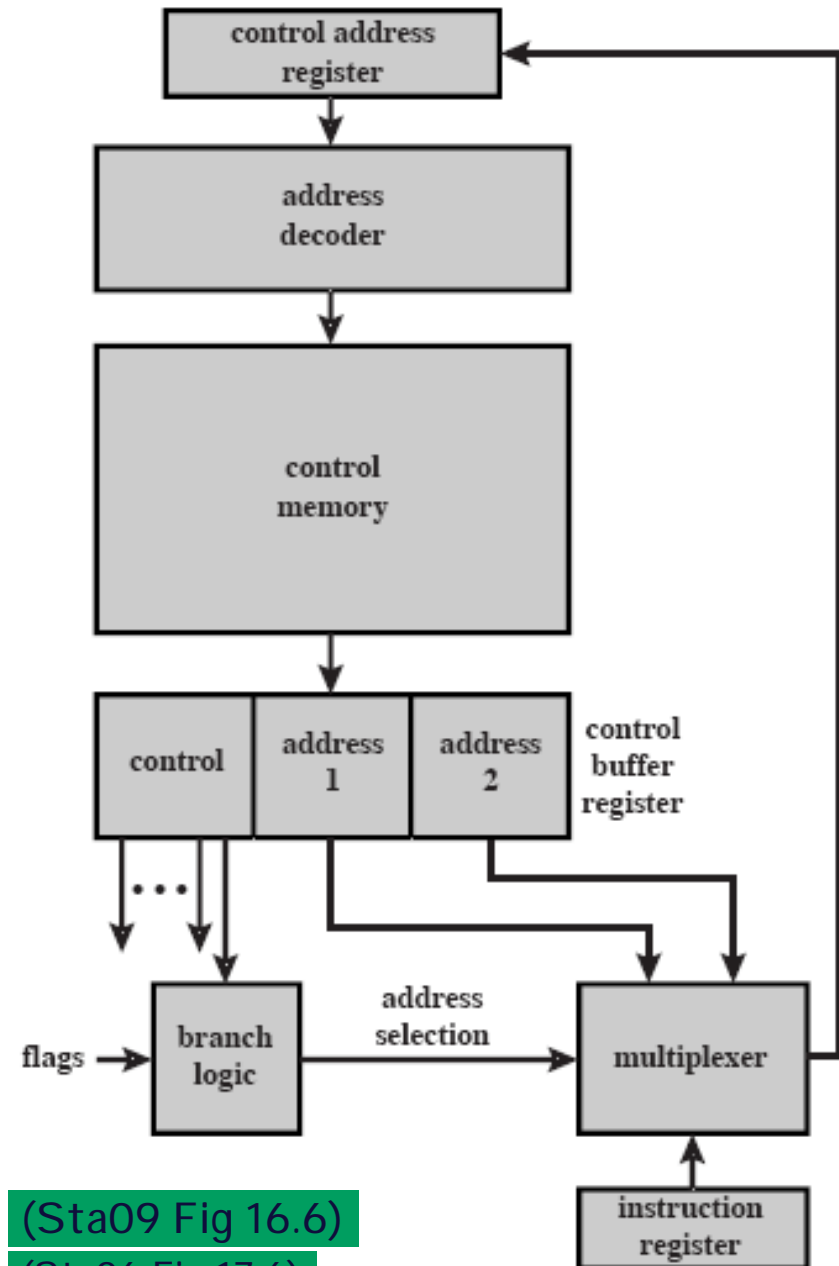 control address
register
address
decoder
control
memory
control
address
1
address
2
control
buffer
register
flags
branch
logic
address
selection
multiplexer
instruction
register
(Sta09 Fig 16.6)